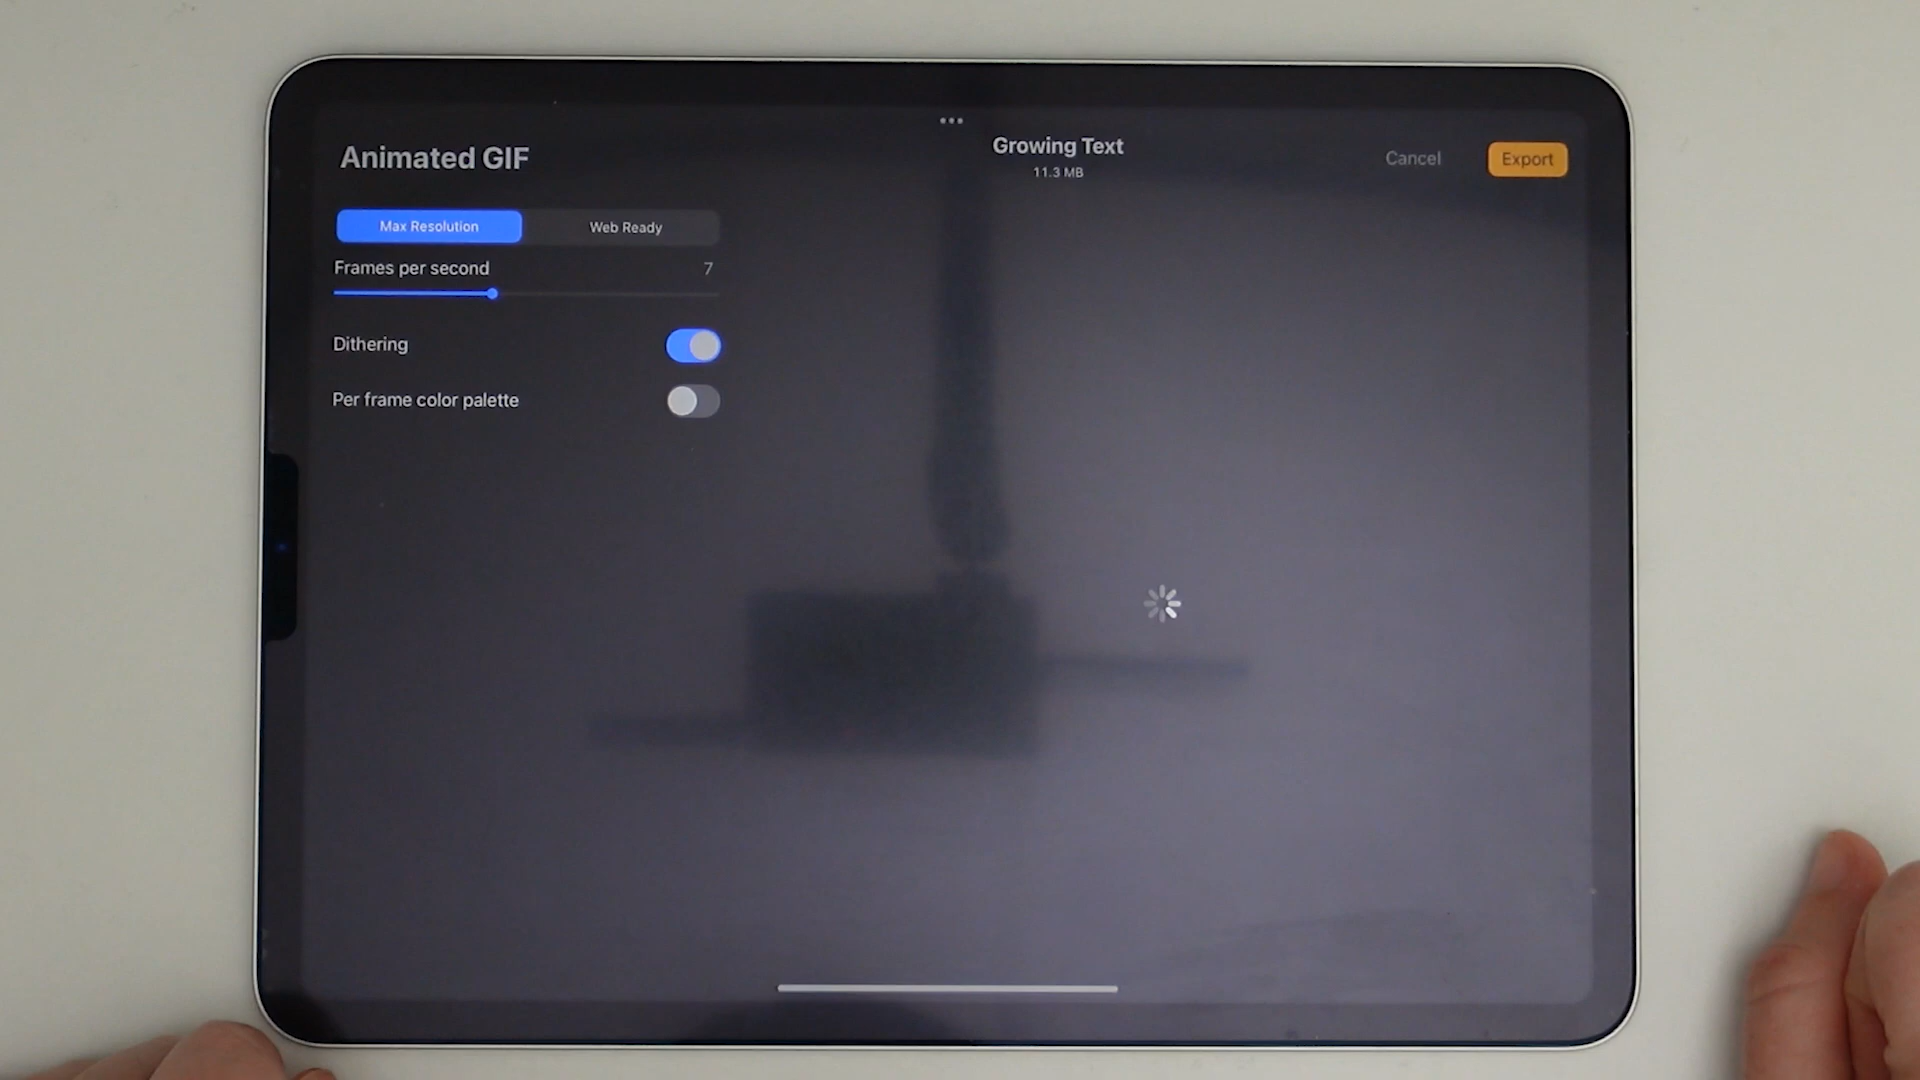 Animated GIF
Growing Text
11.3 MB
Cancel
Export
Max Resolution
Web Ready
Frames per second
7
Dithering
Per frame color palette